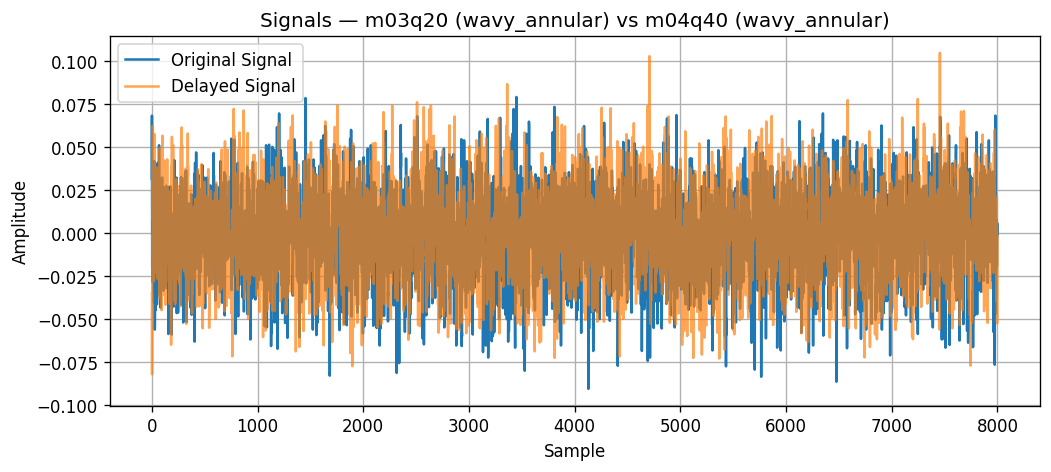 Signals — m03q20 (wavy_annular) vs m04q40 (wavy_annular)
Original Signal
Delayed Signal
0.100
0.075
0.050
0.025
0.000
−0.025
−0.050
−0.075
−0.100
Amplitude
0 1000 2000 3000 4000 5000 6000 7000 8000
Sample